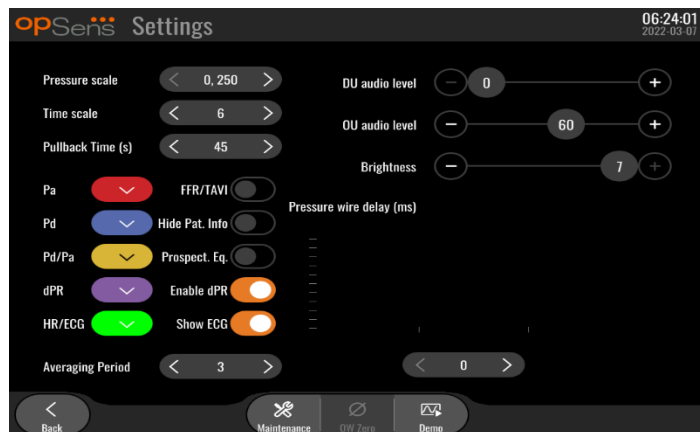 opSens Settings
06:24:01
2022-03-07
Pressure scale 0, 250
DU audio level 0
Time scale 6
OU audio level 60
Pullback Time (s) 45
Brightness 7
Pa FFR/TAVI
Pressure wire delay (ms)
Pd Hide Pat. Info
Pd/Pa Prospect. Eq.
dPR Enable dPR
HR/ECG Show ECG
Averaging Period 3
0
Back Maintenance OW Zero Demo